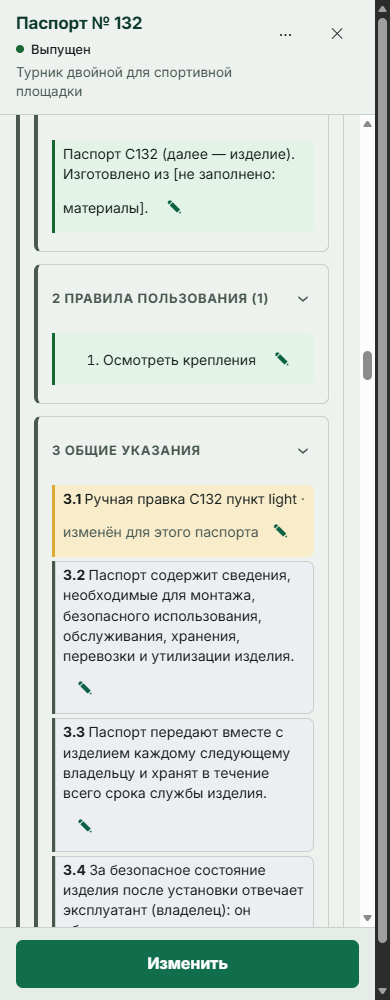 Паспорт № 132
Выпущен
Турник двойной для спортивной
площадки
Паспорт С132 (далее — изделие).
Изготовлено из [не заполнено:
материалы].
2 ПРАВИЛА ПОЛЬЗОВАНИЯ (1)
1. Осмотреть крепления
3 ОБЩИЕ УКАЗАНИЯ
3.1 Ручная правка С132 пункт light ·
изменён для этого паспорта
3.2 Паспорт содержит сведения,
необходимые для монтажа,
безопасного использования,
обслуживания, хранения,
перевозки и утилизации изделия.
3.3 Паспорт передают вместе с
изделием каждому следующему
владельцу и хранят в течение
всего срока службы изделия.
3.4 За безопасное состояние
изделия после установки отвечает
эксплуатант (владелец): он
Изменить